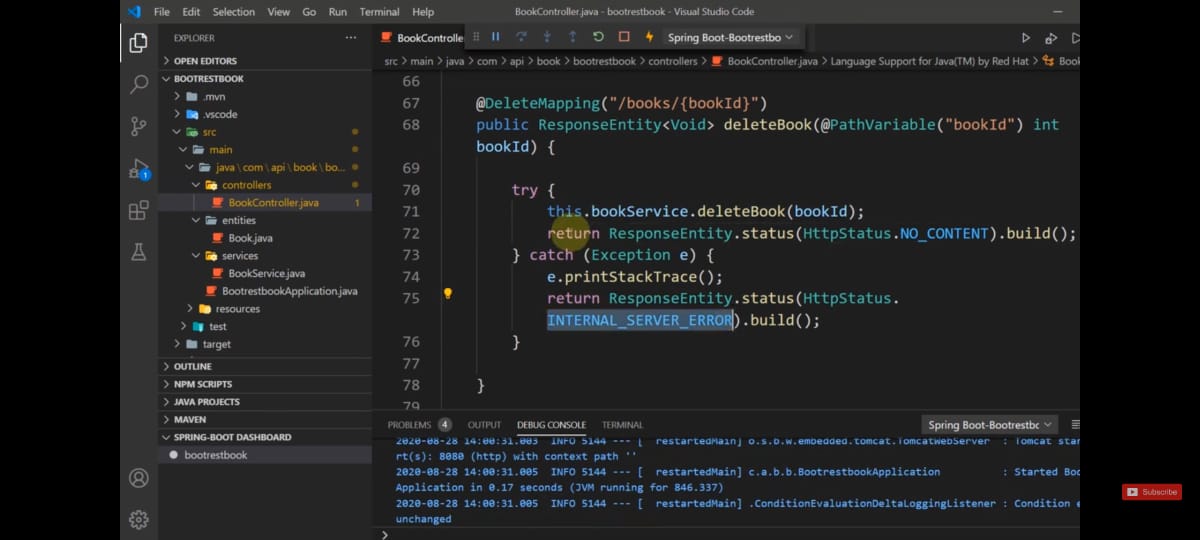 File Edit Selection View Go Run Terminal Help
BookController.java - bootrestbook - Visual Studio Code
EXPLORER
OPEN EDITORS
BOOTRESTBOOK
.mvn
.vscode
src
main
java\com\api\book\bo...
controllers
BookController.java 1
entities
Book.java
services
BookService.java
BootrestbookApplication.java
resources
test
target
OUTLINE
NPM SCRIPTS
JAVA PROJECTS
MAVEN
SPRING-BOOT DASHBOARD
bootrestbook
1
BookControlle
Spring Boot-Bootrestbo
src > main > java > com > api > book > bootrestbook > controllers > BookController.java > Language Support for Java(TM) by Red Hat > Book
66
67 @DeleteMapping("/books/{bookId}")
68 public ResponseEntity<Void> deleteBook(@PathVariable("bookId") int
bookId) {
69
70 try {
71 this.bookService.deleteBook(bookId);
72 return ResponseEntity.status(HttpStatus.NO_CONTENT).build();
73 } catch (Exception e) {
74 e.printStackTrace();
75 return ResponseEntity.status(HttpStatus.
INTERNAL_SERVER_ERROR).build();
76 }
77
78 }
79
PROBLEMS 4 OUTPUT DEBUG CONSOLE TERMINAL
Spring Boot-Bootrestbc
2020-08-28 14:00:31.003 INFO 5144 --- [ restartedMain] o.s.b.w.embedded.tomcat.TomcatWebServer : Tomcat star
rt(s): 8080 (http) with context path ''
2020-08-28 14:00:31.005 INFO 5144 --- [ restartedMain] c.a.b.b.BootrestbookApplication : Started Boo
Application in 0.17 seconds (JVM running for 846.337)
2020-08-28 14:00:31.005 INFO 5144 --- [ restartedMain] .ConditionEvaluationDeltaLoggingListener : Condition e
unchanged
>
Subscribe